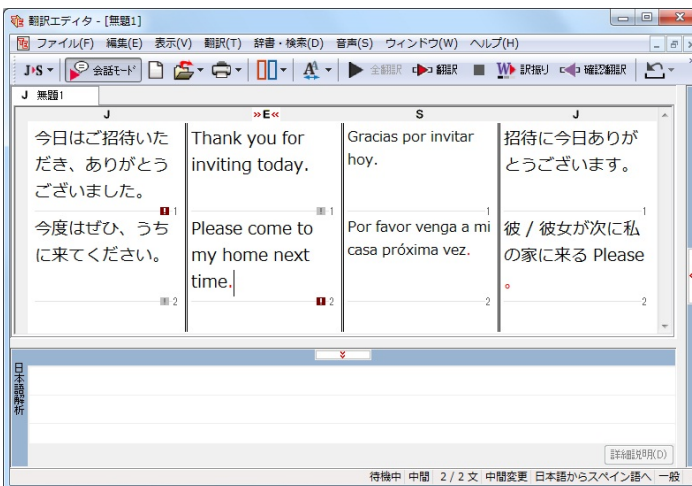 翻訳エディタ - [無題1]
ファイル(F) 編集(E) 表示(V) 翻訳(T) 辞書・検索(D) 音声(S) ウィンドウ(W) ヘルプ(H)
J▸S 会話モード 全翻訳 翻訳 訳振り 確認翻訳
J 無題1
J »E« S J
今日はご招待いた
だき、ありがとう
ございました。
1
Thank you for
inviting today.
1
Gracias por invitar
hoy.
1
招待に今日ありが
とうございます。
1
今度はぜひ、うち
に来てください。
2
Please come to
my home next
time.
2
Por favor venga a mi
casa próxima vez.
2
彼 / 彼女が次に私
の家に来る Please
。
2
日本語解析
詳細説明(D)
待機中 中間 2 / 2 文 中間変更 日本語からスペイン語へ 一般